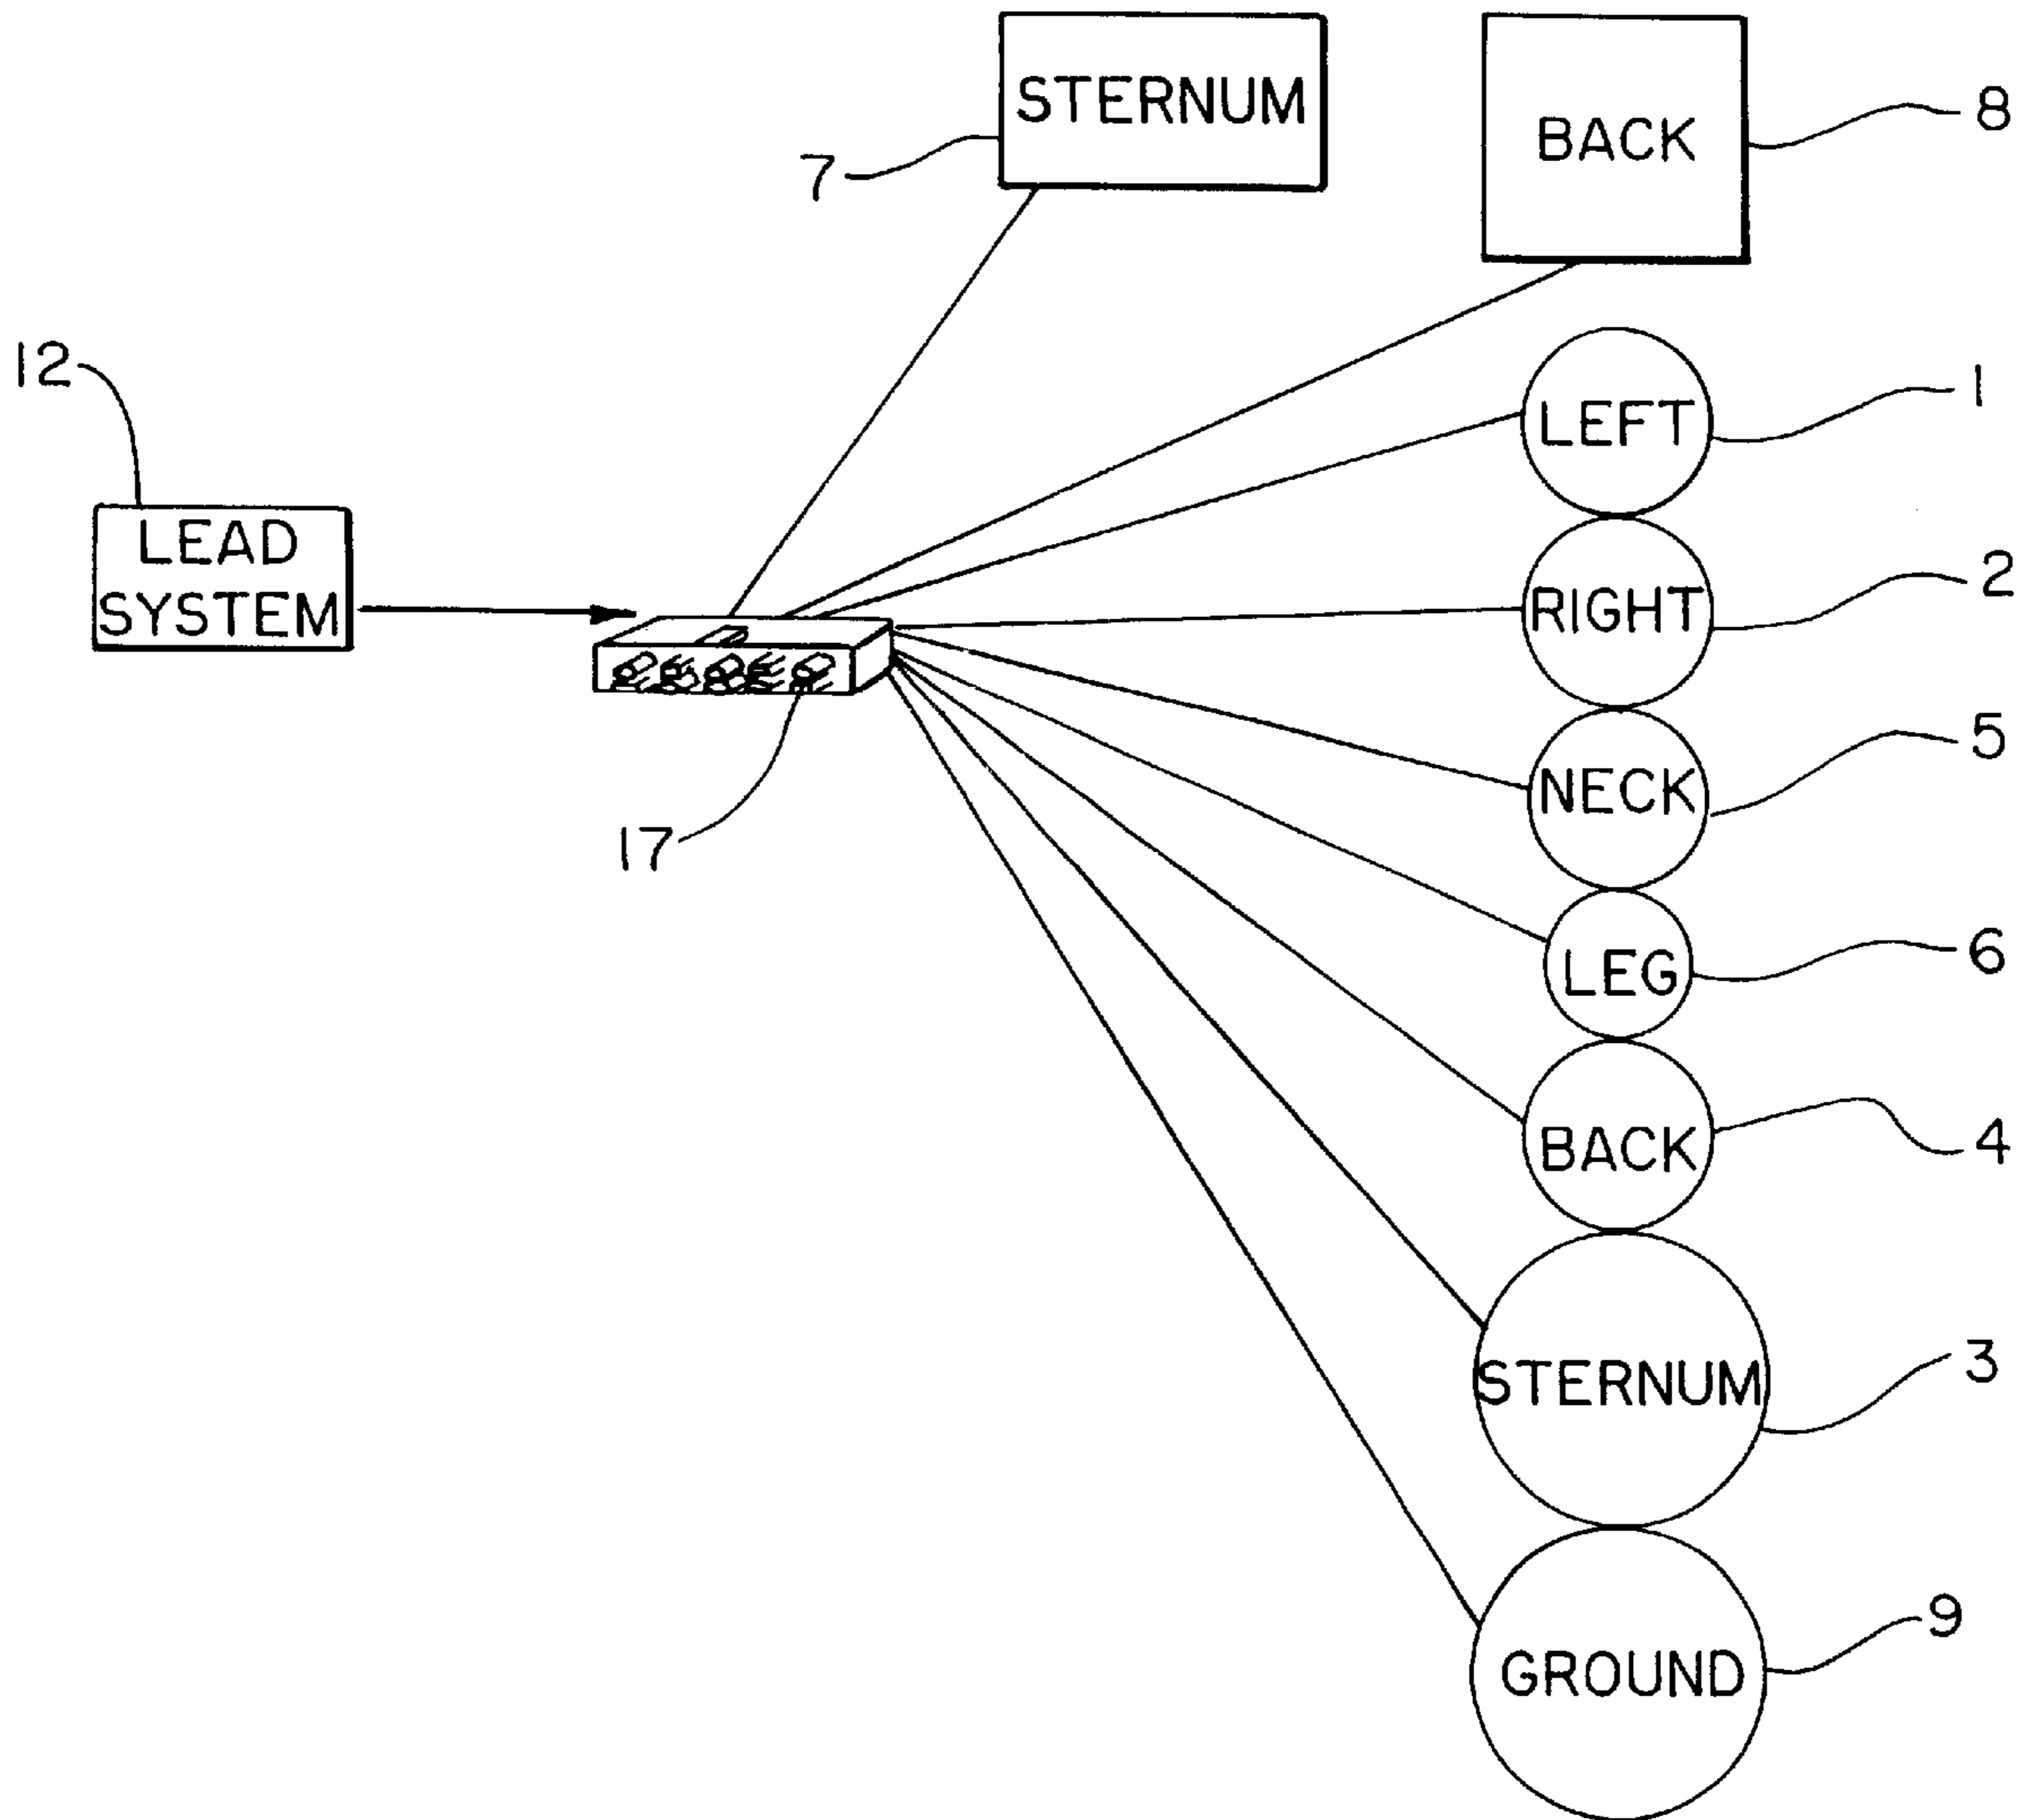 STERNUM
7
BACK
8
12
LEAD
SYSTEM
17
LEFT
1
RIGHT
2
NECK
5
LEG
6
BACK
4
STERNUM
3
GROUND
9